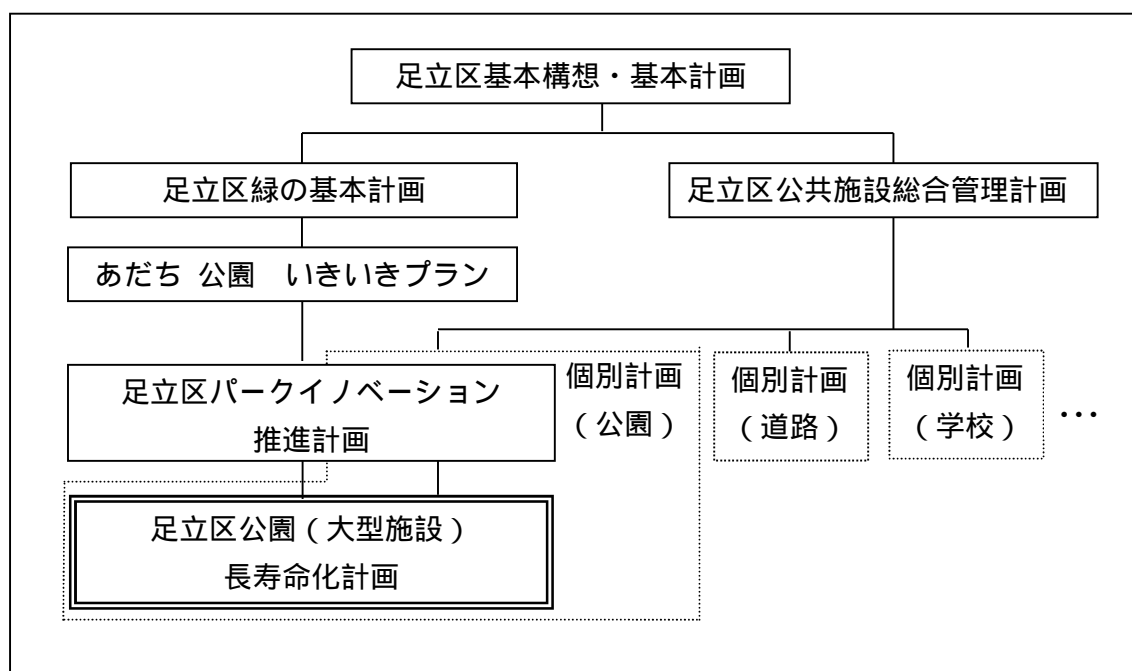 足立区基本構想・基本計画
足立区緑の基本計画
足立区公共施設総合管理計画
あだち 公園　いきいきプラン
足立区パークイノベーション
推進計画
個別計画
（公園）
個別計画
（道路）
個別計画
（学校）
…
足立区公園（大型施設）
長寿命化計画